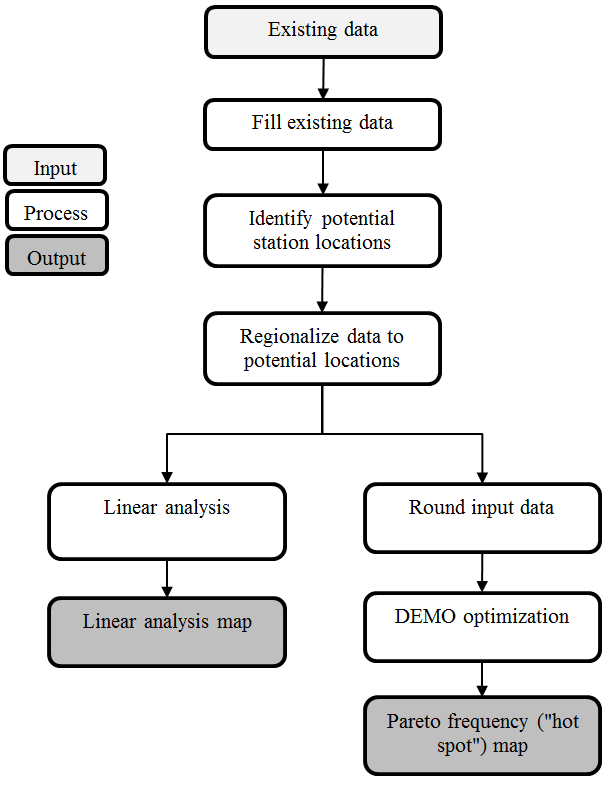 Existing data
Fill existing data
Input
Process
Output
Identify potential
station locations
Regionalize data to
potential locations
Linear analysis
Round input data
Linear analysis map
DEMO optimization
Pareto frequency ("hot
spot") map